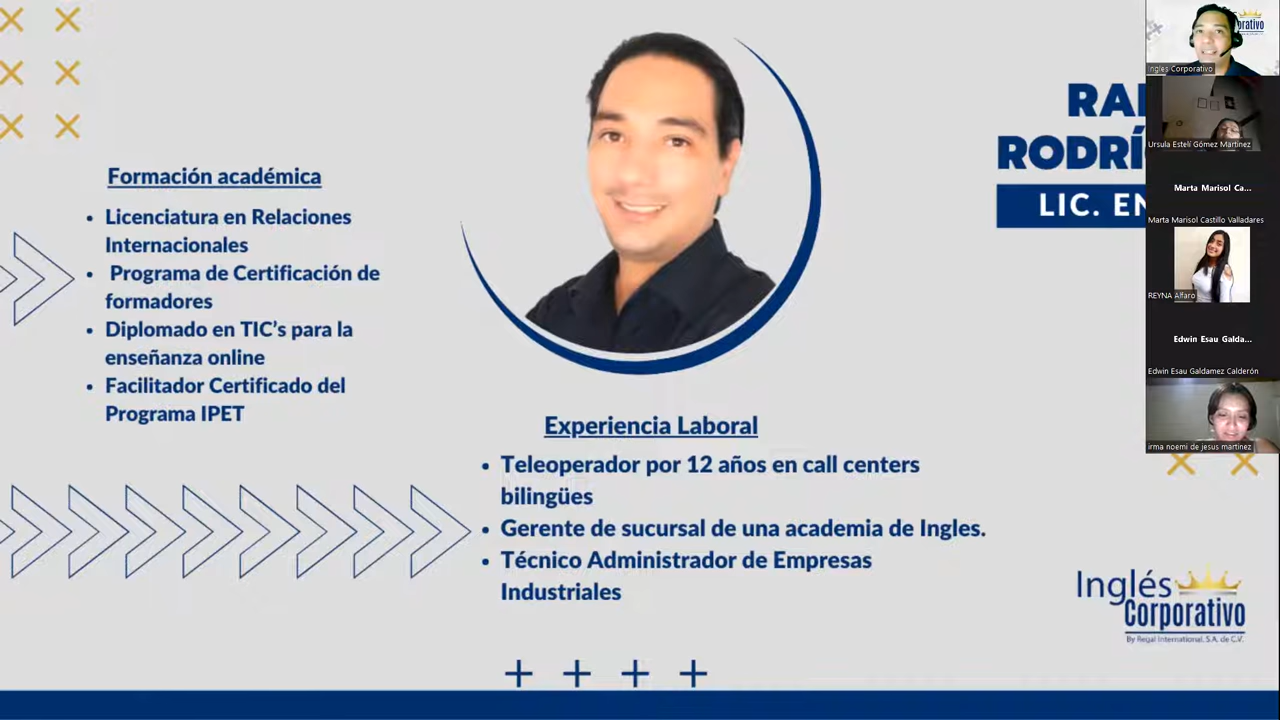 Formación académica
• Licenciatura en Relaciones
Internacionales
• Programa de Certificación de
formadores
• Diplomado en TIC’s para la
enseñanza online
• Facilitador Certificado del
Programa IPET
Experiencia Laboral
• Teleoperador por 12 años en call centers
bilingües
• Gerente de sucursal de una academia de Ingles.
• Técnico Administrador de Empresas
Industriales
RA
RODRÍ
LIC. EN
Inglés
Corporativo
By Regal International, S.A. de C.V.
Inglés Corporativo
Ursula Estelí Gómez Martinez
Marta Marisol Ca...
Marta Marisol Castillo Valladares
REYNA Alfaro
Edwin Esau Galda...
Edwin Esau Galdamez Calderón
irma noemi de jesus martinez